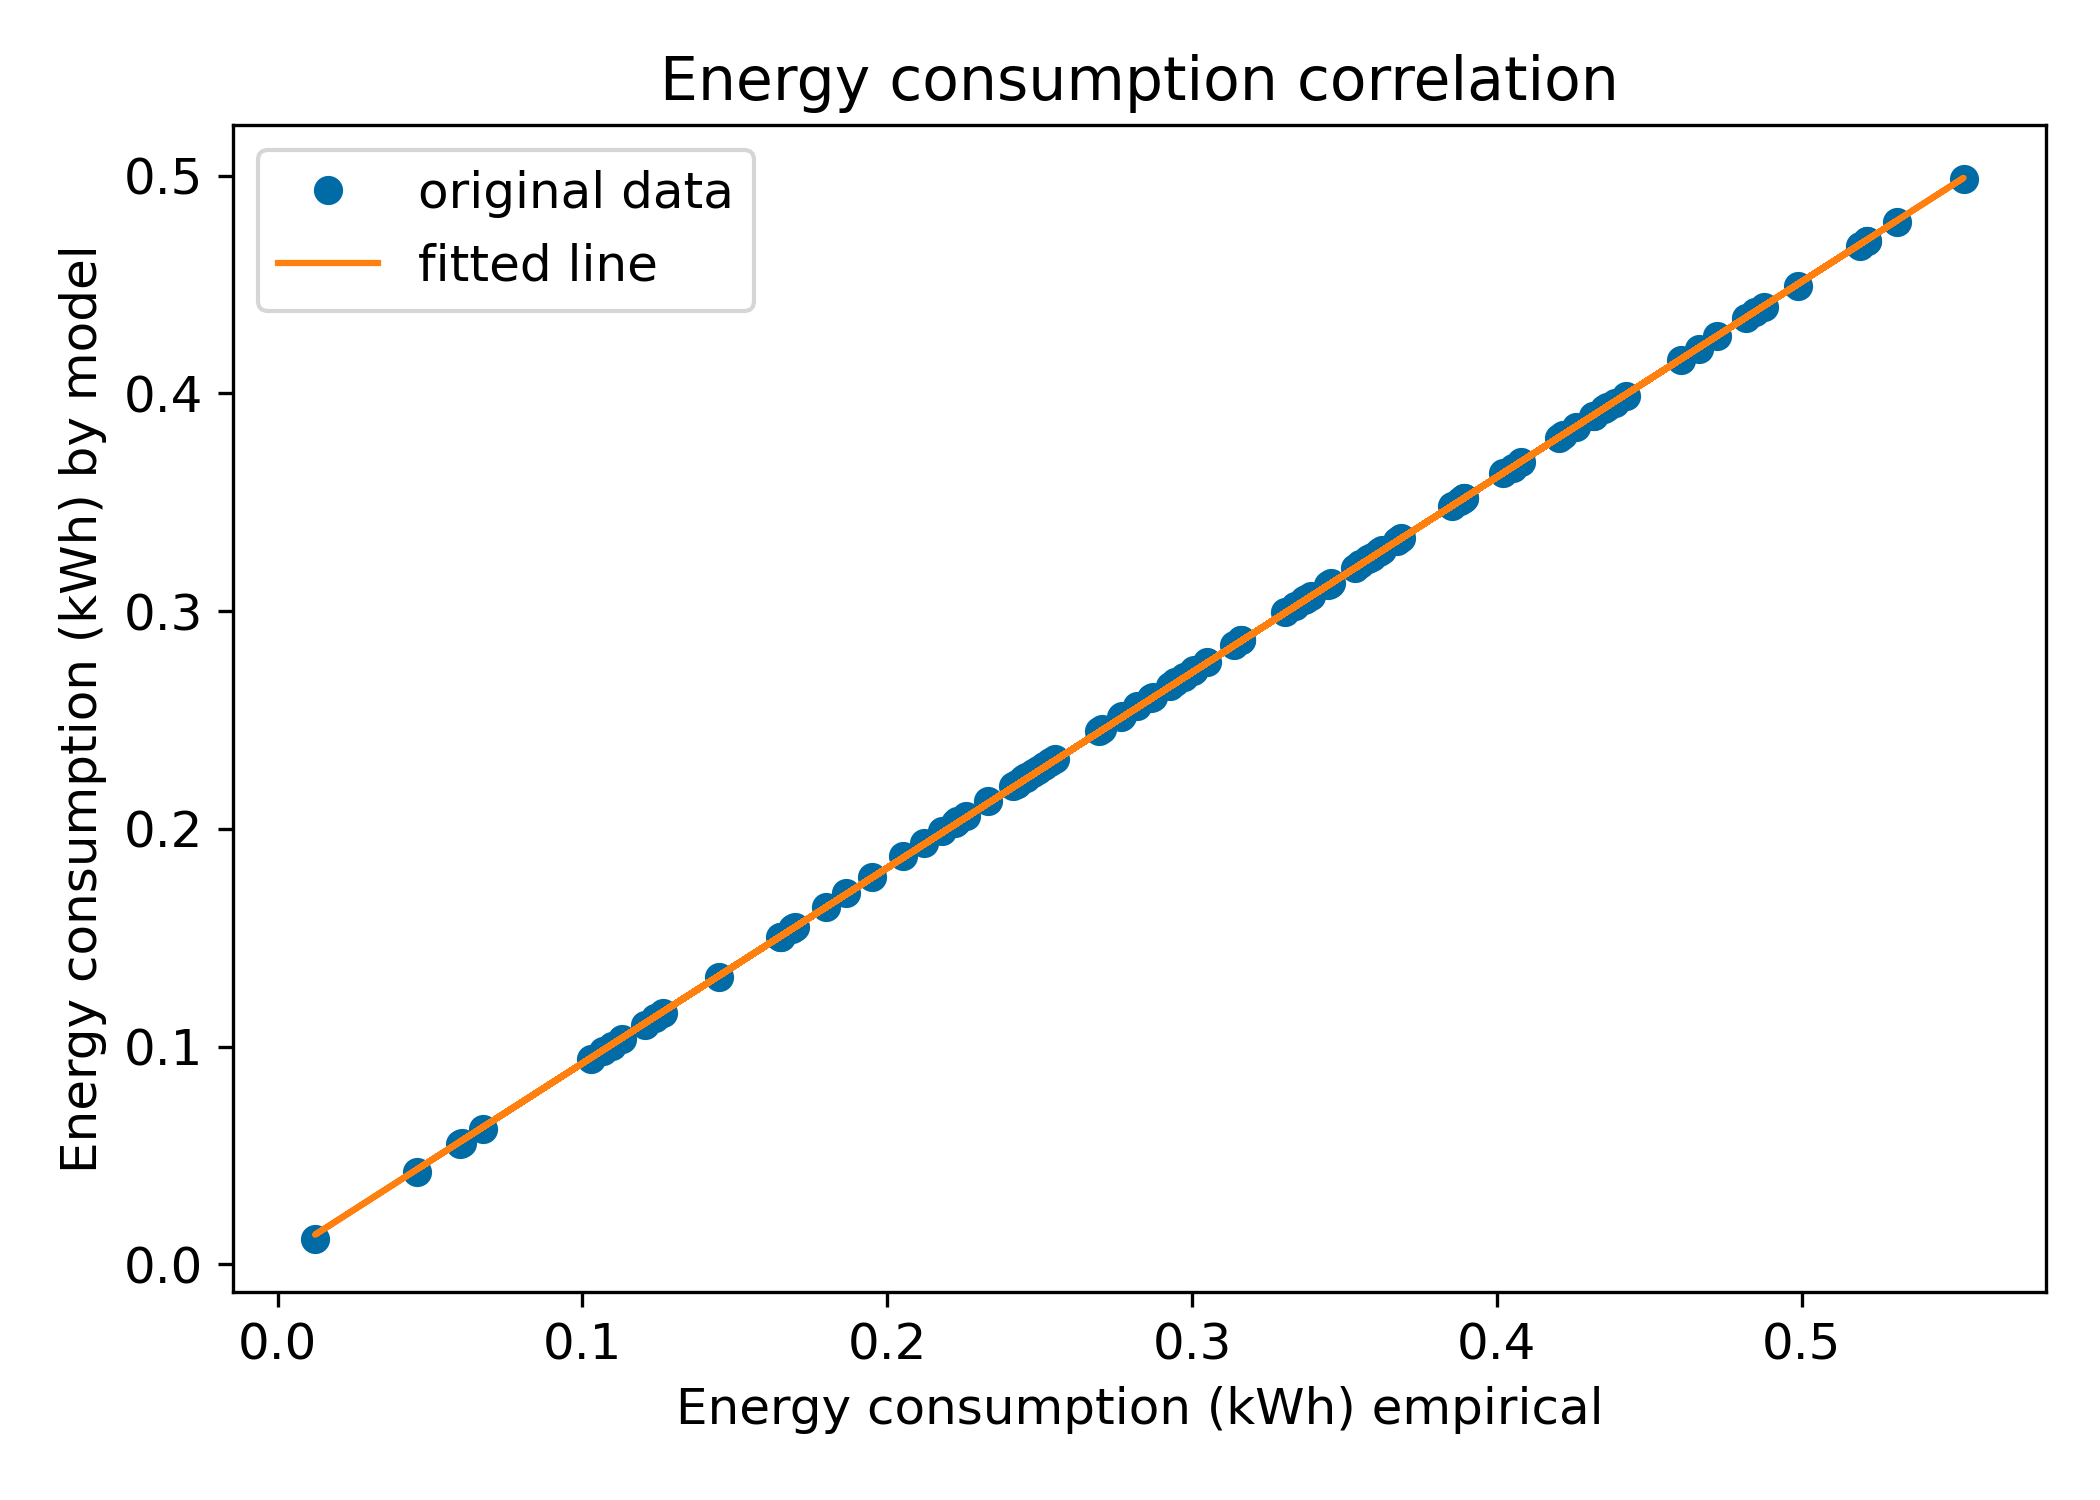 Energy consumption correlation
original data
fitted line
Energy consumption (kWh) by model
0.5
0.4
0.3
0.2
0.1
0.0
0.0 0.1 0.2 0.3 0.4 0.5
Energy consumption (kWh) empirical